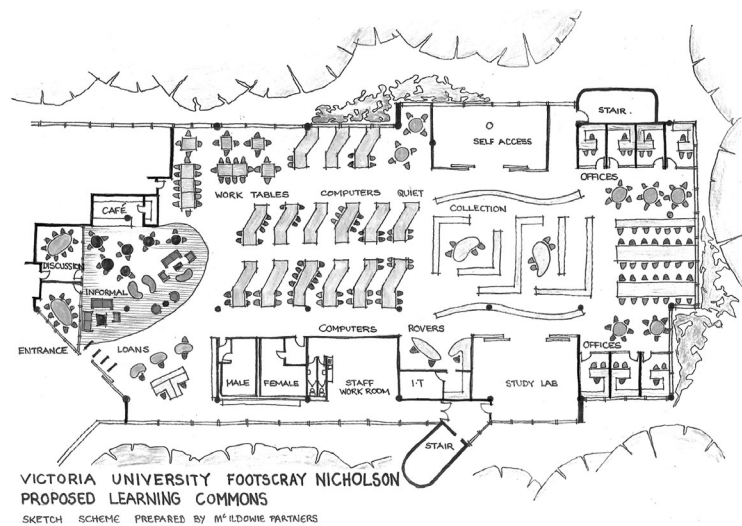 STAIR.
SELF ACCESS
OFFICES
WORK TABLES
COMPUTERS
QUIET
CAFÉ
COLLECTION
DISCUSSION
INFORMAL
COMPUTERS
ROVERS
ENTRANCE
LOANS
OFFICES
MALE
FEMALE
STAFF
WORK ROOM
I.T
STUDY LAB
STAIR
VICTORIA UNIVERSITY FOOTSCRAY NICHOLSON
PROPOSED LEARNING COMMONS
SKETCH SCHEME PREPARED BY McILDOWIE PARTNERS